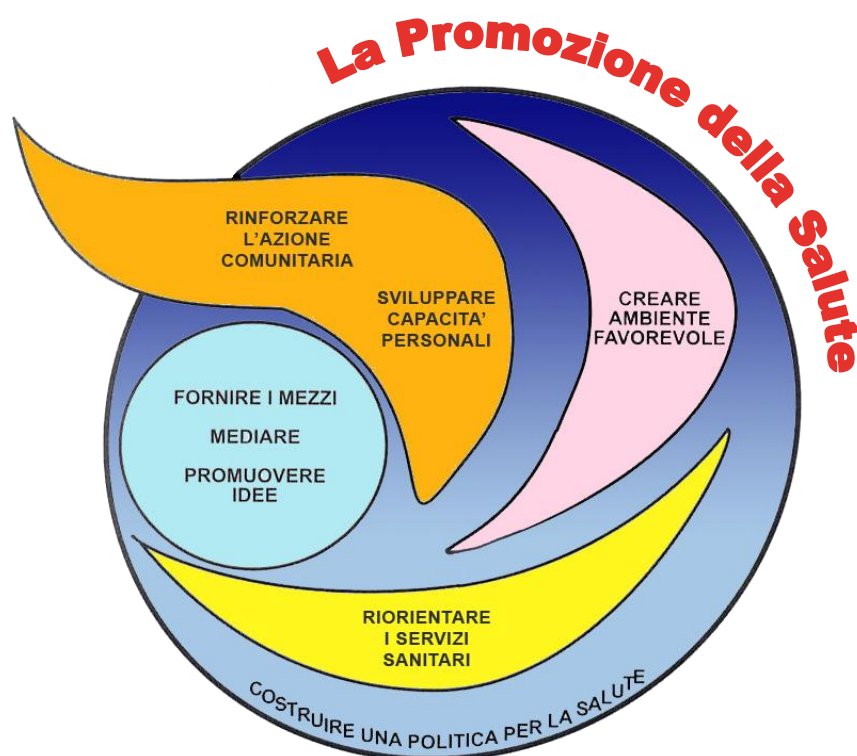 La Promozione della Salute
RINFORZARE
L'AZIONE
COMUNITARIA
SVILUPPARE
CAPACITA'
PERSONALI
CREARE
AMBIENTE
FAVOREVOLE
FORNIRE I MEZZI
MEDIARE
PROMUOVERE
IDEE
RIORIENTARE
I SERVIZI
SANITARI
COSTRUIRE UNA POLITICA PER LA SALUTE